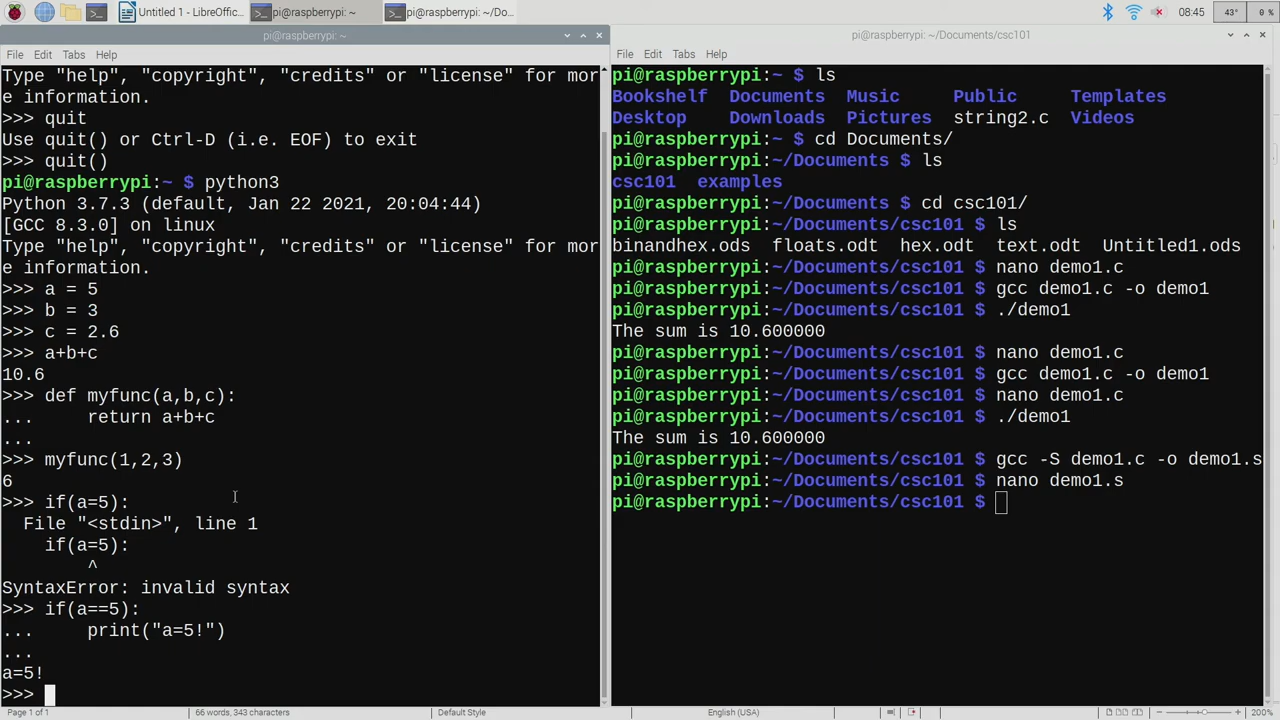 Untitled 1 - LibreOffic...
pi@raspberrypi: ~
pi@raspberrypi: ~/Do...
08:45
43°
0 %
pi@raspberrypi: ~
File Edit Tabs Help
Type "help", "copyright", "credits" or "license" for mor
e information.
>>> quit
Use quit() or Ctrl-D (i.e. EOF) to exit
>>> quit()
pi@raspberrypi:~ $ python3
Python 3.7.3 (default, Jan 22 2021, 20:04:44)
[GCC 8.3.0] on linux
Type "help", "copyright", "credits" or "license" for mor
e information.
>>> a = 5
>>> b = 3
>>> c = 2.6
>>> a+b+c
10.6
>>> def myfunc(a,b,c):
...     return a+b+c
...
>>> myfunc(1,2,3)
6
>>> if(a=5):
  File "<stdin>", line 1
    if(a=5):
        ^
SyntaxError: invalid syntax
>>> if(a==5):
...     print("a=5!")
...
a=5!
>>>
pi@raspberrypi: ~/Documents/csc101
File Edit Tabs Help
pi@raspberrypi:~ $ ls
Bookshelf  Documents  Music     Public     Templates
Desktop    Downloads  Pictures  string2.c  Videos
pi@raspberrypi:~ $ cd Documents/
pi@raspberrypi:~/Documents $ ls
csc101  examples
pi@raspberrypi:~/Documents $ cd csc101/
pi@raspberrypi:~/Documents/csc101 $ ls
binandhex.ods  floats.odt  hex.odt  text.odt  Untitled1.ods
pi@raspberrypi:~/Documents/csc101 $ nano demo1.c
pi@raspberrypi:~/Documents/csc101 $ gcc demo1.c -o demo1
pi@raspberrypi:~/Documents/csc101 $ ./demo1
The sum is 10.600000
pi@raspberrypi:~/Documents/csc101 $ nano demo1.c
pi@raspberrypi:~/Documents/csc101 $ gcc demo1.c -o demo1
pi@raspberrypi:~/Documents/csc101 $ nano demo1.c
pi@raspberrypi:~/Documents/csc101 $ ./demo1
The sum is 10.600000
pi@raspberrypi:~/Documents/csc101 $ gcc -S demo1.c -o demo1.s
pi@raspberrypi:~/Documents/csc101 $ nano demo1.s
pi@raspberrypi:~/Documents/csc101 $
Page 1 of 1
66 words, 343 characters
Default Style
English (USA)
200%